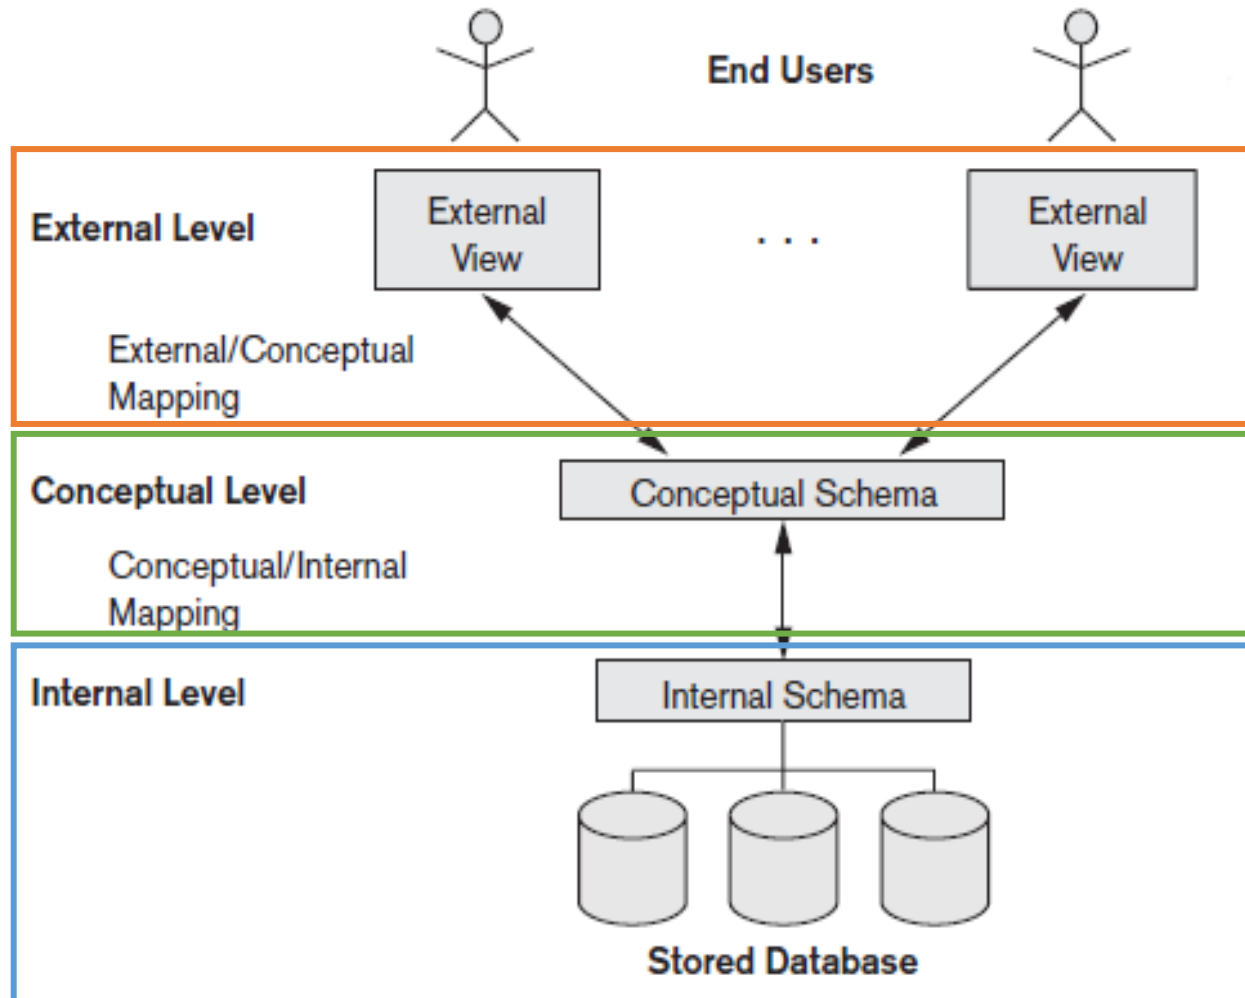 End Users
External Level
External
View
. . .
External
View
External/Conceptual
Mapping
Conceptual Level
Conceptual Schema
Conceptual/Internal
Mapping
Internal Level
Internal Schema
Stored Database